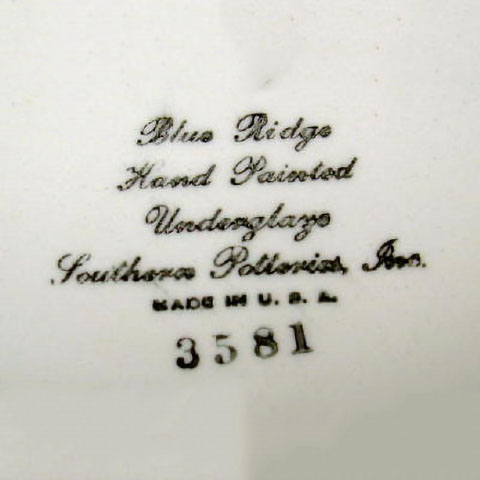 Blue Ridge
Hand Painted
Underglaze
Southern Potteries, Inc.
MADE IN U. S. A.
3581